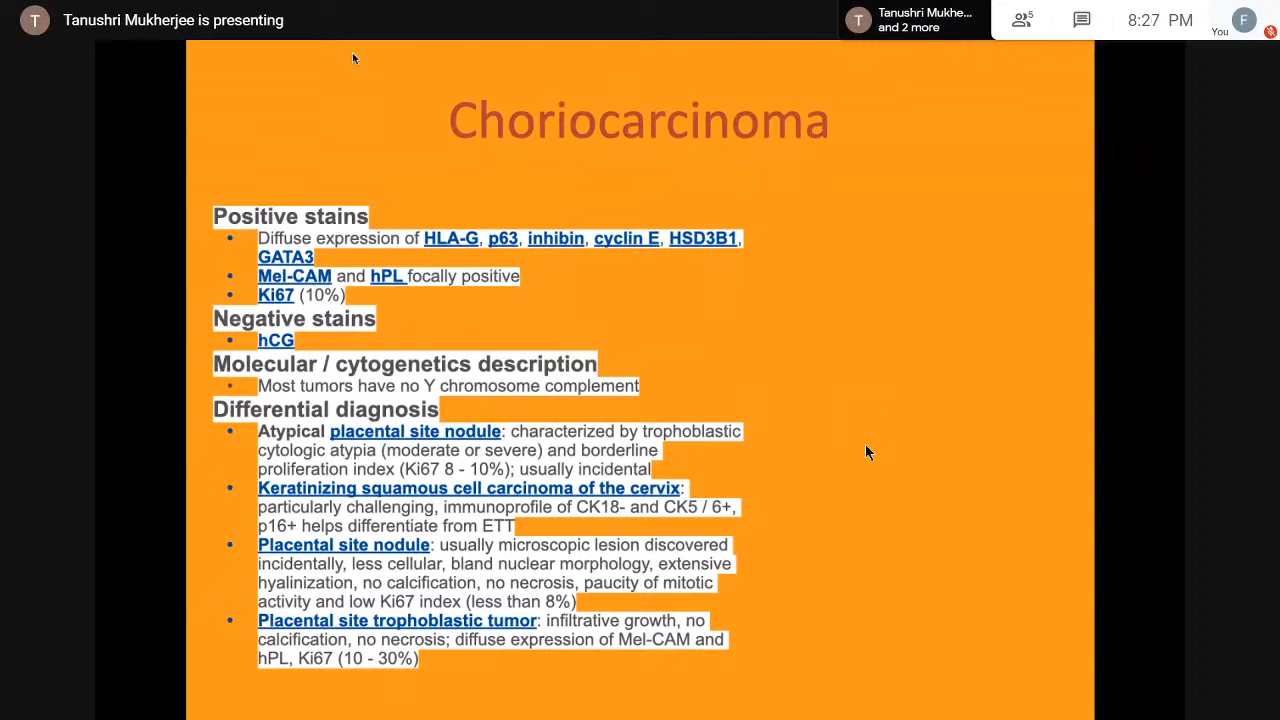 T Tanushri Mukherjee is presenting
T Tanushri Mukhe...
and 2 more
5
8:27 PM
You F
Choriocarcinoma
Positive stains
• Diffuse expression of HLA-G, p63, inhibin, cyclin E, HSD3B1,
GATA3
• Mel-CAM and hPL focally positive
• Ki67 (10%)
Negative stains
• hCG
Molecular / cytogenetics description
• Most tumors have no Y chromosome complement
Differential diagnosis
• Atypical placental site nodule: characterized by trophoblastic
cytologic atypia (moderate or severe) and borderline
proliferation index (Ki67 8 - 10%); usually incidental
• Keratinizing squamous cell carcinoma of the cervix:
particularly challenging, immunoprofile of CK18- and CK5 / 6+,
p16+ helps differentiate from ETT
• Placental site nodule: usually microscopic lesion discovered
incidentally, less cellular, bland nuclear morphology, extensive
hyalinization, no calcification, no necrosis, paucity of mitotic
activity and low Ki67 index (less than 8%)
• Placental site trophoblastic tumor: infiltrative growth, no
calcification, no necrosis; diffuse expression of Mel-CAM and
hPL, Ki67 (10 - 30%)